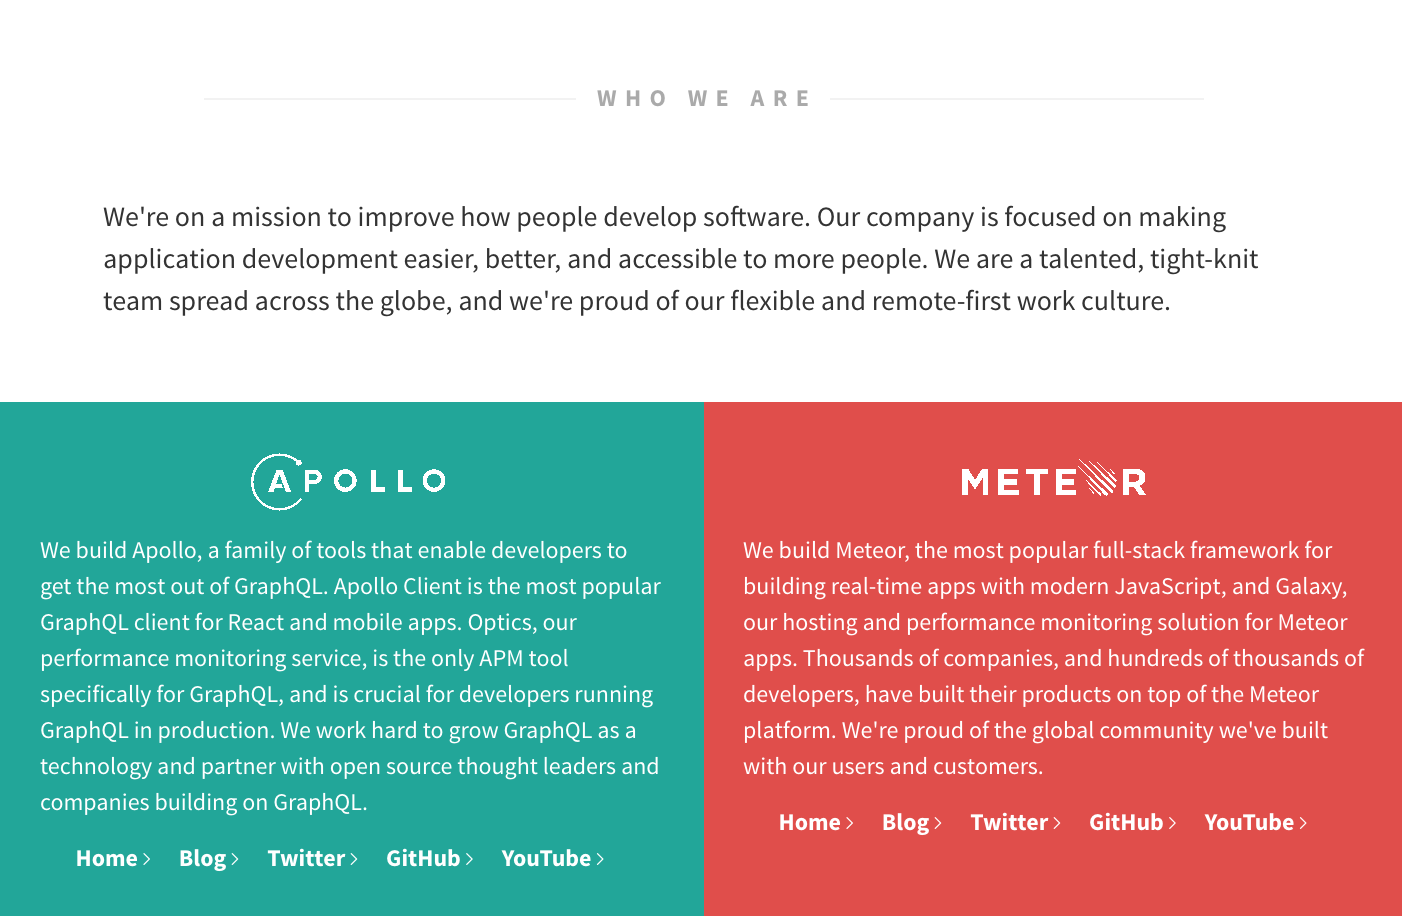 WHO WE ARE
We're on a mission to improve how people develop software. Our company is focused on making
application development easier, better, and accessible to more people. We are a talented, tight-knit
team spread across the globe, and we're proud of our flexible and remote-first work culture.
APOLLO
We build Apollo, a family of tools that enable developers to
get the most out of GraphQL. Apollo Client is the most popular
GraphQL client for React and mobile apps. Optics, our
performance monitoring service, is the only APM tool
specifically for GraphQL, and is crucial for developers running
GraphQL in production. We work hard to grow GraphQL as a
technology and partner with open source thought leaders and
companies building on GraphQL.
Home Blog Twitter GitHub YouTube
METEOR
We build Meteor, the most popular full-stack framework for
building real-time apps with modern JavaScript, and Galaxy,
our hosting and performance monitoring solution for Meteor
apps. Thousands of companies, and hundreds of thousands of
developers, have built their products on top of the Meteor
platform. We're proud of the global community we've built
with our users and customers.
Home Blog Twitter GitHub YouTube